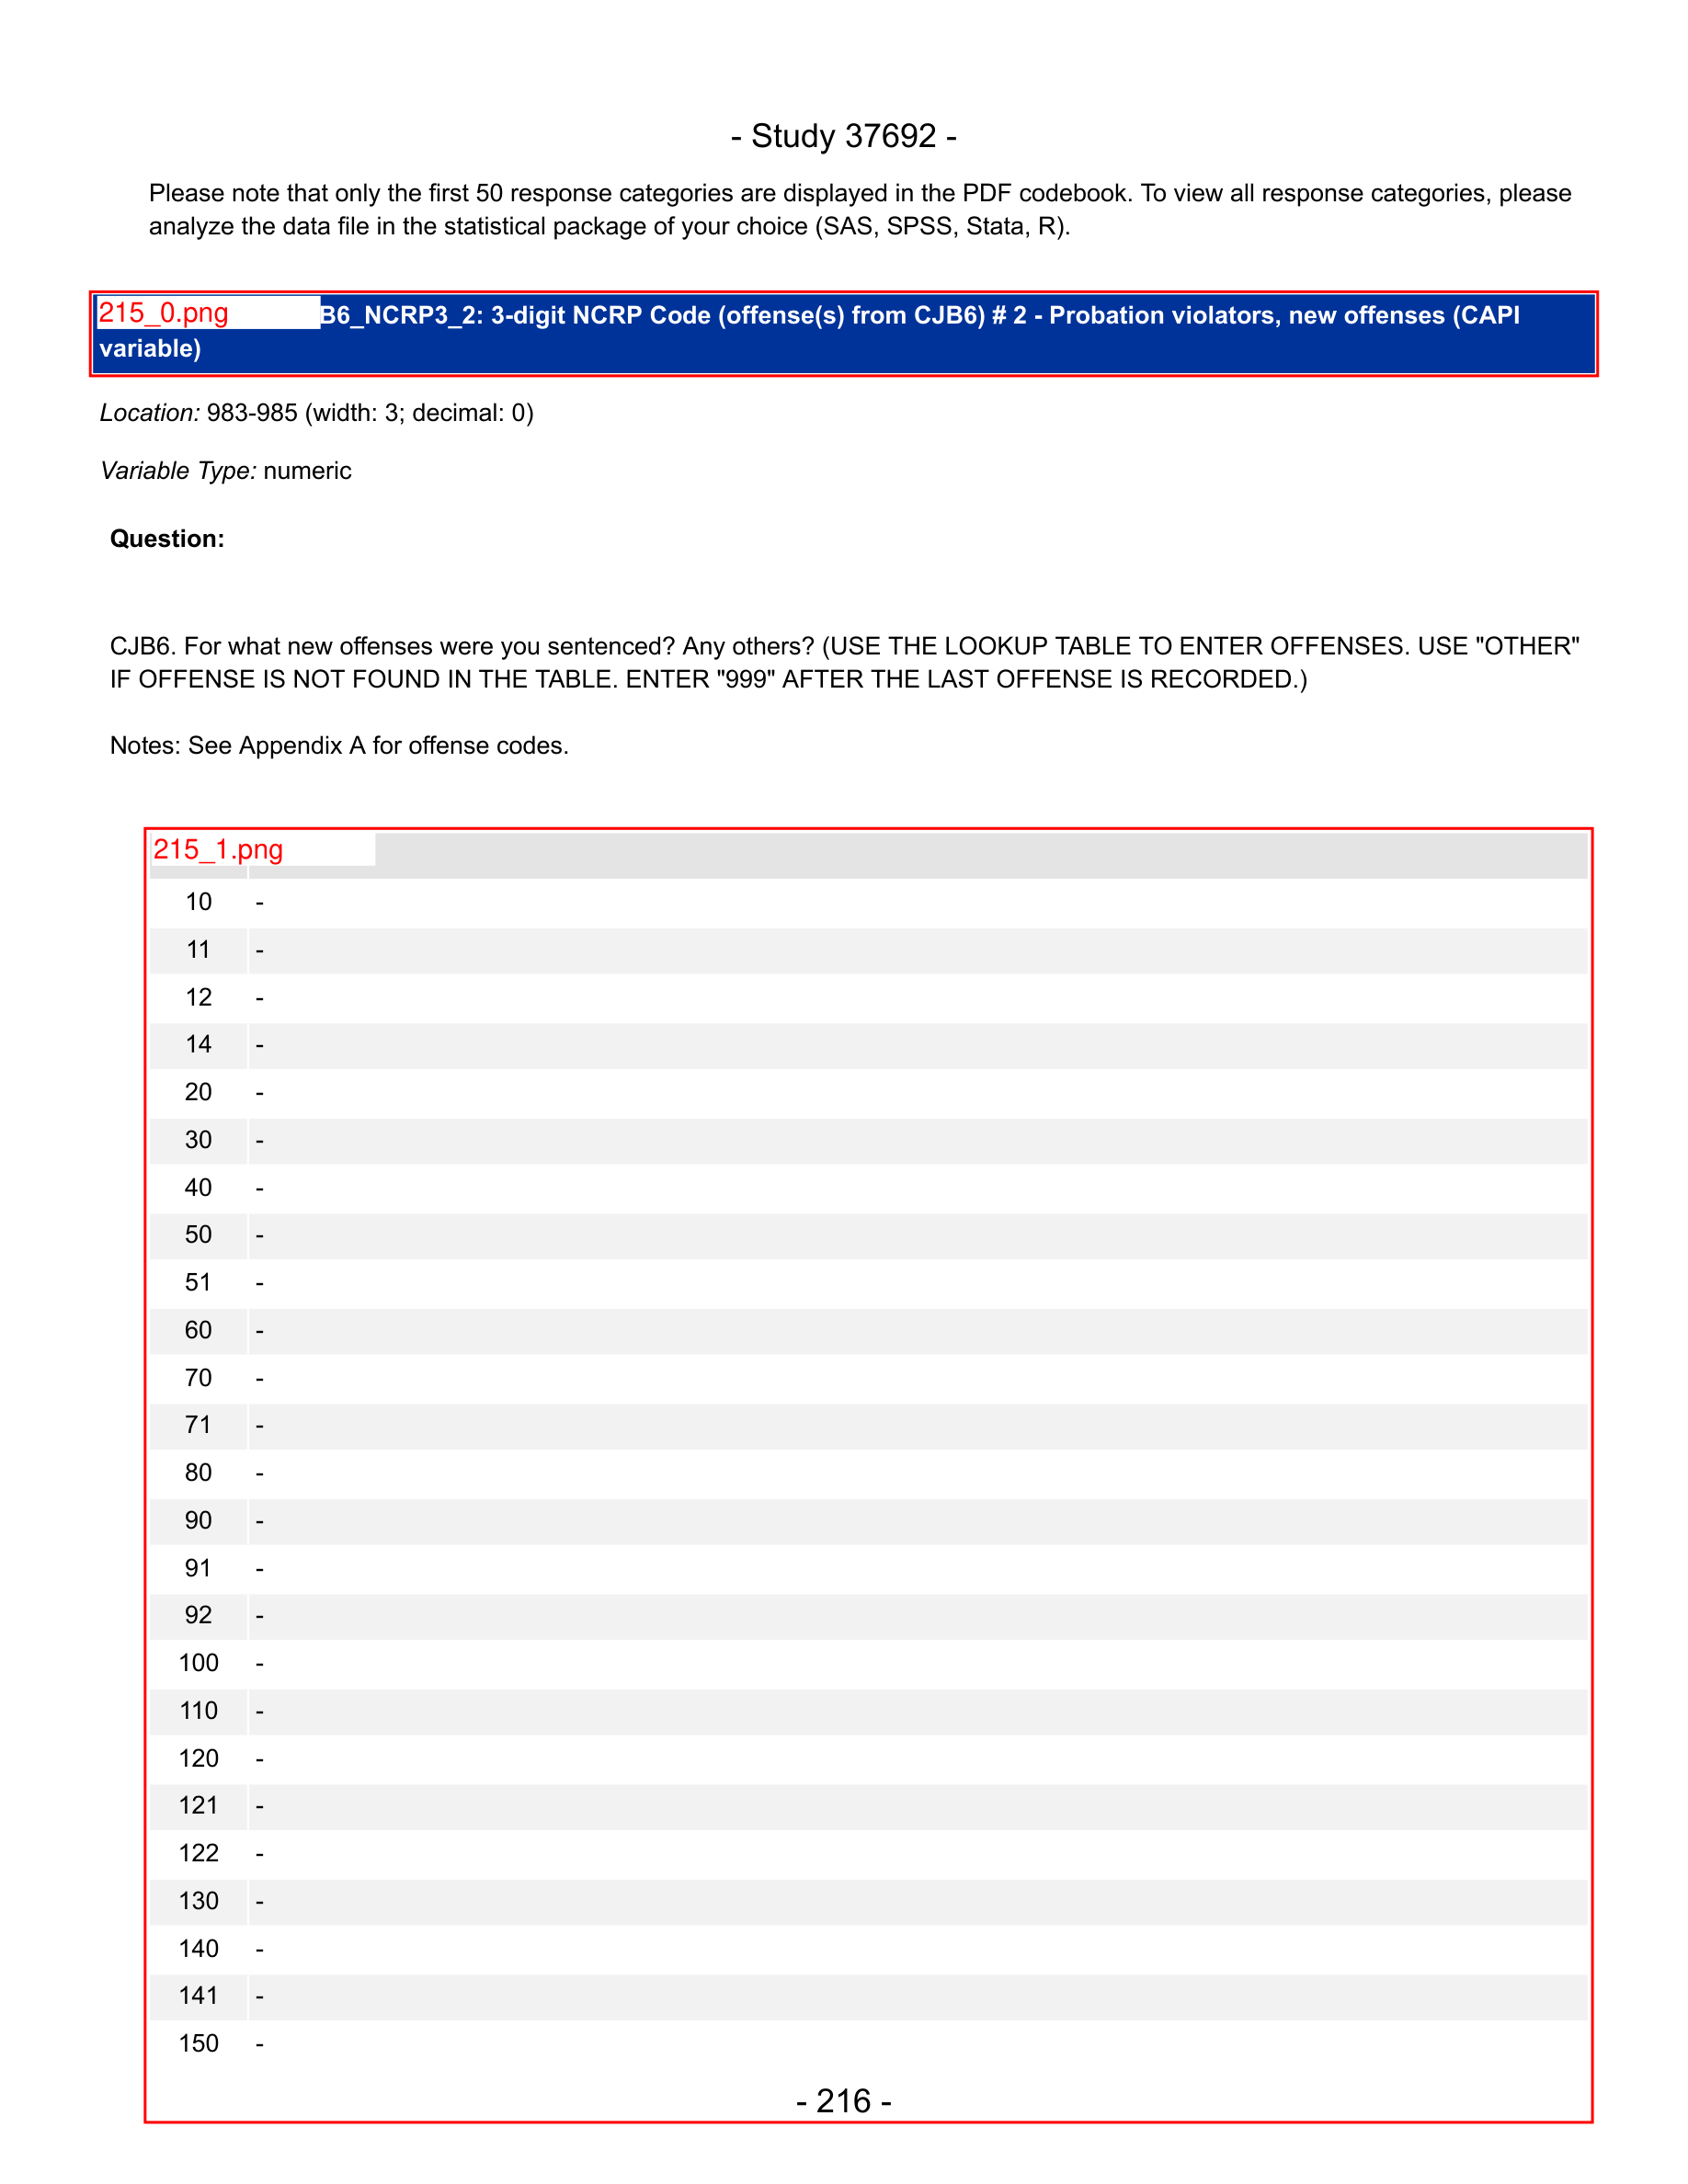 - Study 37692 -
Please note that only the first 50 response categories are displayed in the PDF codebook. To view all response categories, please
analyze the data file in the statistical package of your choice (SAS, SPSS, Stata, R).
215_0.png B6_NCRP3_2: 3-digit NCRP Code (offense(s) from CJB6) # 2 - Probation violators, new offenses (CAPI
variable)
Location: 983-985 (width: 3; decimal: 0)
Variable Type: numeric
Question:
CJB6. For what new offenses were you sentenced? Any others? (USE THE LOOKUP TABLE TO ENTER OFFENSES. USE "OTHER"
IF OFFENSE IS NOT FOUND IN THE TABLE. ENTER "999" AFTER THE LAST OFFENSE IS RECORDED.)
Notes: See Appendix A for offense codes.
215_1.png
10 -
11 -
12 -
14 -
20 -
30 -
40 -
50 -
51 -
60 -
70 -
71 -
80 -
90 -
91 -
92 -
100 -
110 -
120 -
121 -
122 -
130 -
140 -
141 -
150 -
- 216 -